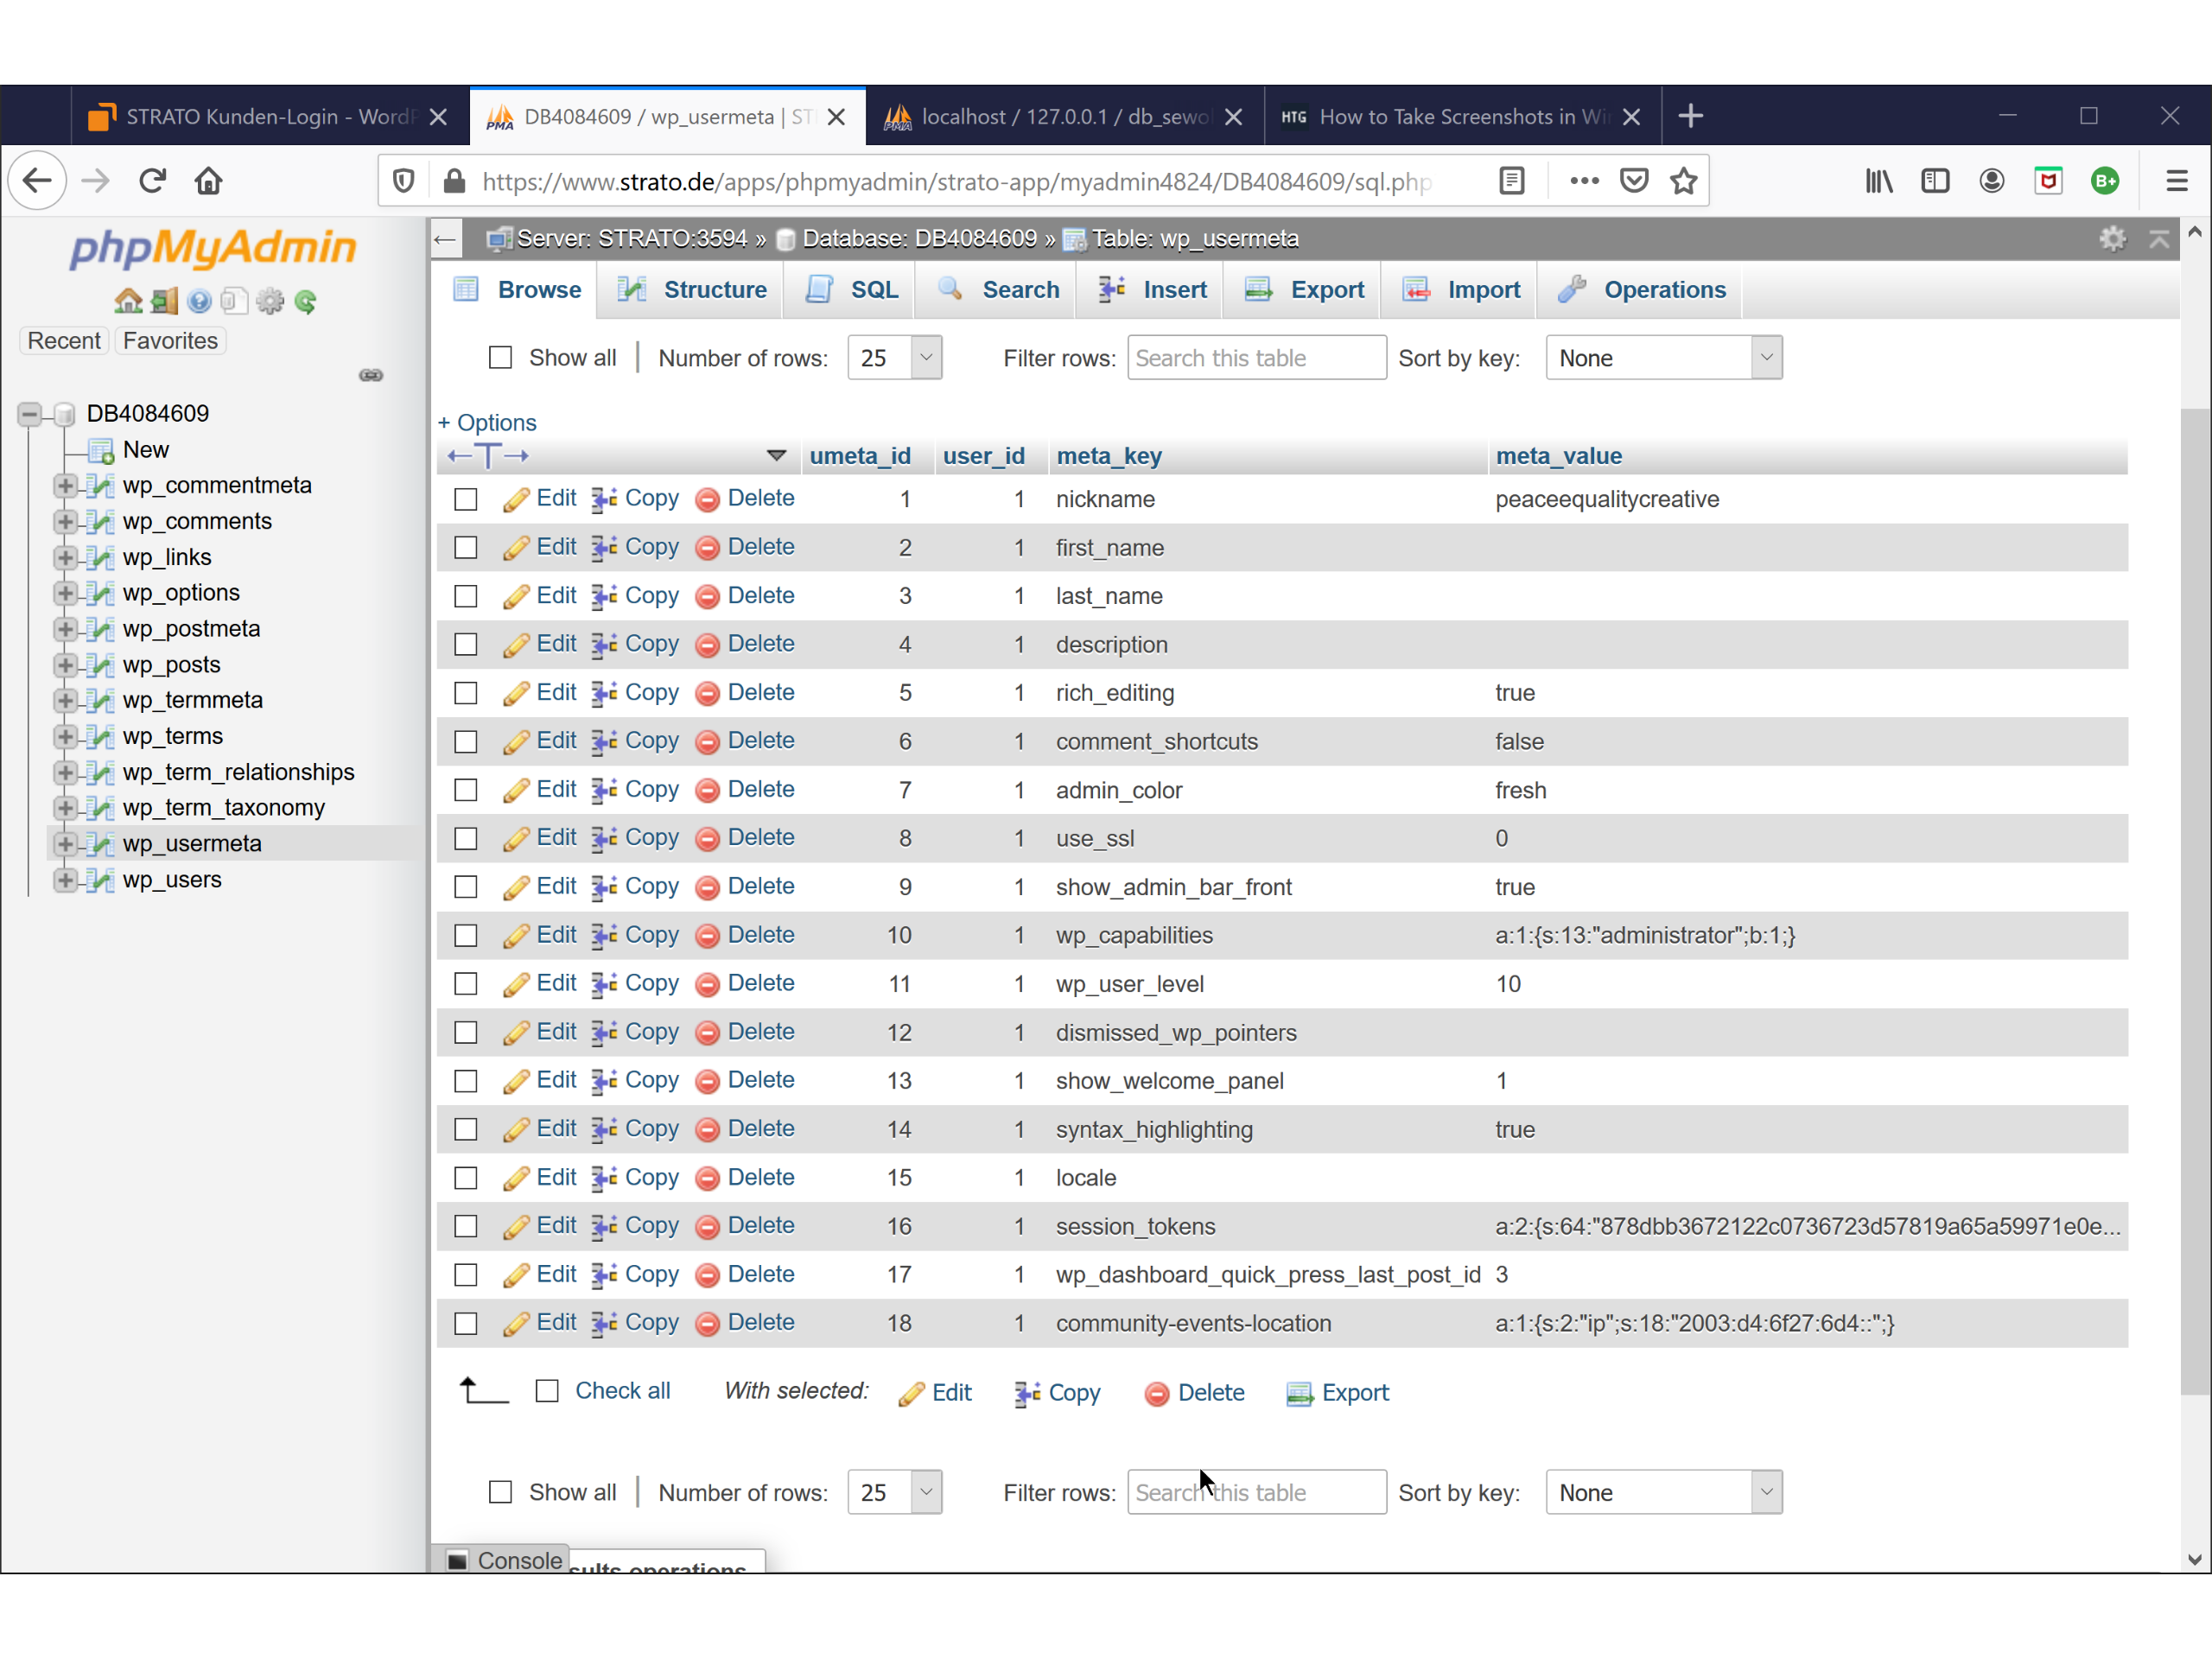 STRATO Kunden-Login - WordP
DB4084609 / wp_usermeta | ST
localhost / 127.0.0.1 / db_sewo
HTG How to Take Screenshots in Wi
https://www.strato.de/apps/phpmyadmin/strato-app/myadmin4824/DB4084609/sql.php
phpMyAdmin
Recent Favorites
DB4084609
New
wp_commentmeta
wp_comments
wp_links
wp_options
wp_postmeta
wp_posts
wp_termmeta
wp_terms
wp_term_relationships
wp_term_taxonomy
wp_usermeta
wp_users
Server: STRATO:3594 » Database: DB4084609 » Table: wp_usermeta
Browse Structure SQL Search Insert Export Import Operations
Show all | Number of rows: 25 Filter rows: Search this table Sort by key: None
+ Options
←T→ umeta_id user_id meta_key meta_value
Edit Copy Delete 1 1 nickname peaceequalitycreative
Edit Copy Delete 2 1 first_name
Edit Copy Delete 3 1 last_name
Edit Copy Delete 4 1 description
Edit Copy Delete 5 1 rich_editing true
Edit Copy Delete 6 1 comment_shortcuts false
Edit Copy Delete 7 1 admin_color fresh
Edit Copy Delete 8 1 use_ssl 0
Edit Copy Delete 9 1 show_admin_bar_front true
Edit Copy Delete 10 1 wp_capabilities a:1:{s:13:"administrator";b:1;}
Edit Copy Delete 11 1 wp_user_level 10
Edit Copy Delete 12 1 dismissed_wp_pointers
Edit Copy Delete 13 1 show_welcome_panel 1
Edit Copy Delete 14 1 syntax_highlighting true
Edit Copy Delete 15 1 locale
Edit Copy Delete 16 1 session_tokens a:2:{s:64:"878dbb3672122c0736723d57819a65a59971e0e...
Edit Copy Delete 17 1 wp_dashboard_quick_press_last_post_id 3
Edit Copy Delete 18 1 community-events-location a:1:{s:2:"ip";s:18:"2003:d4:6f27:6d4::";}
Check all With selected: Edit Copy Delete Export
Show all | Number of rows: 25 Filter rows: Search this table Sort by key: None
Console sults operations